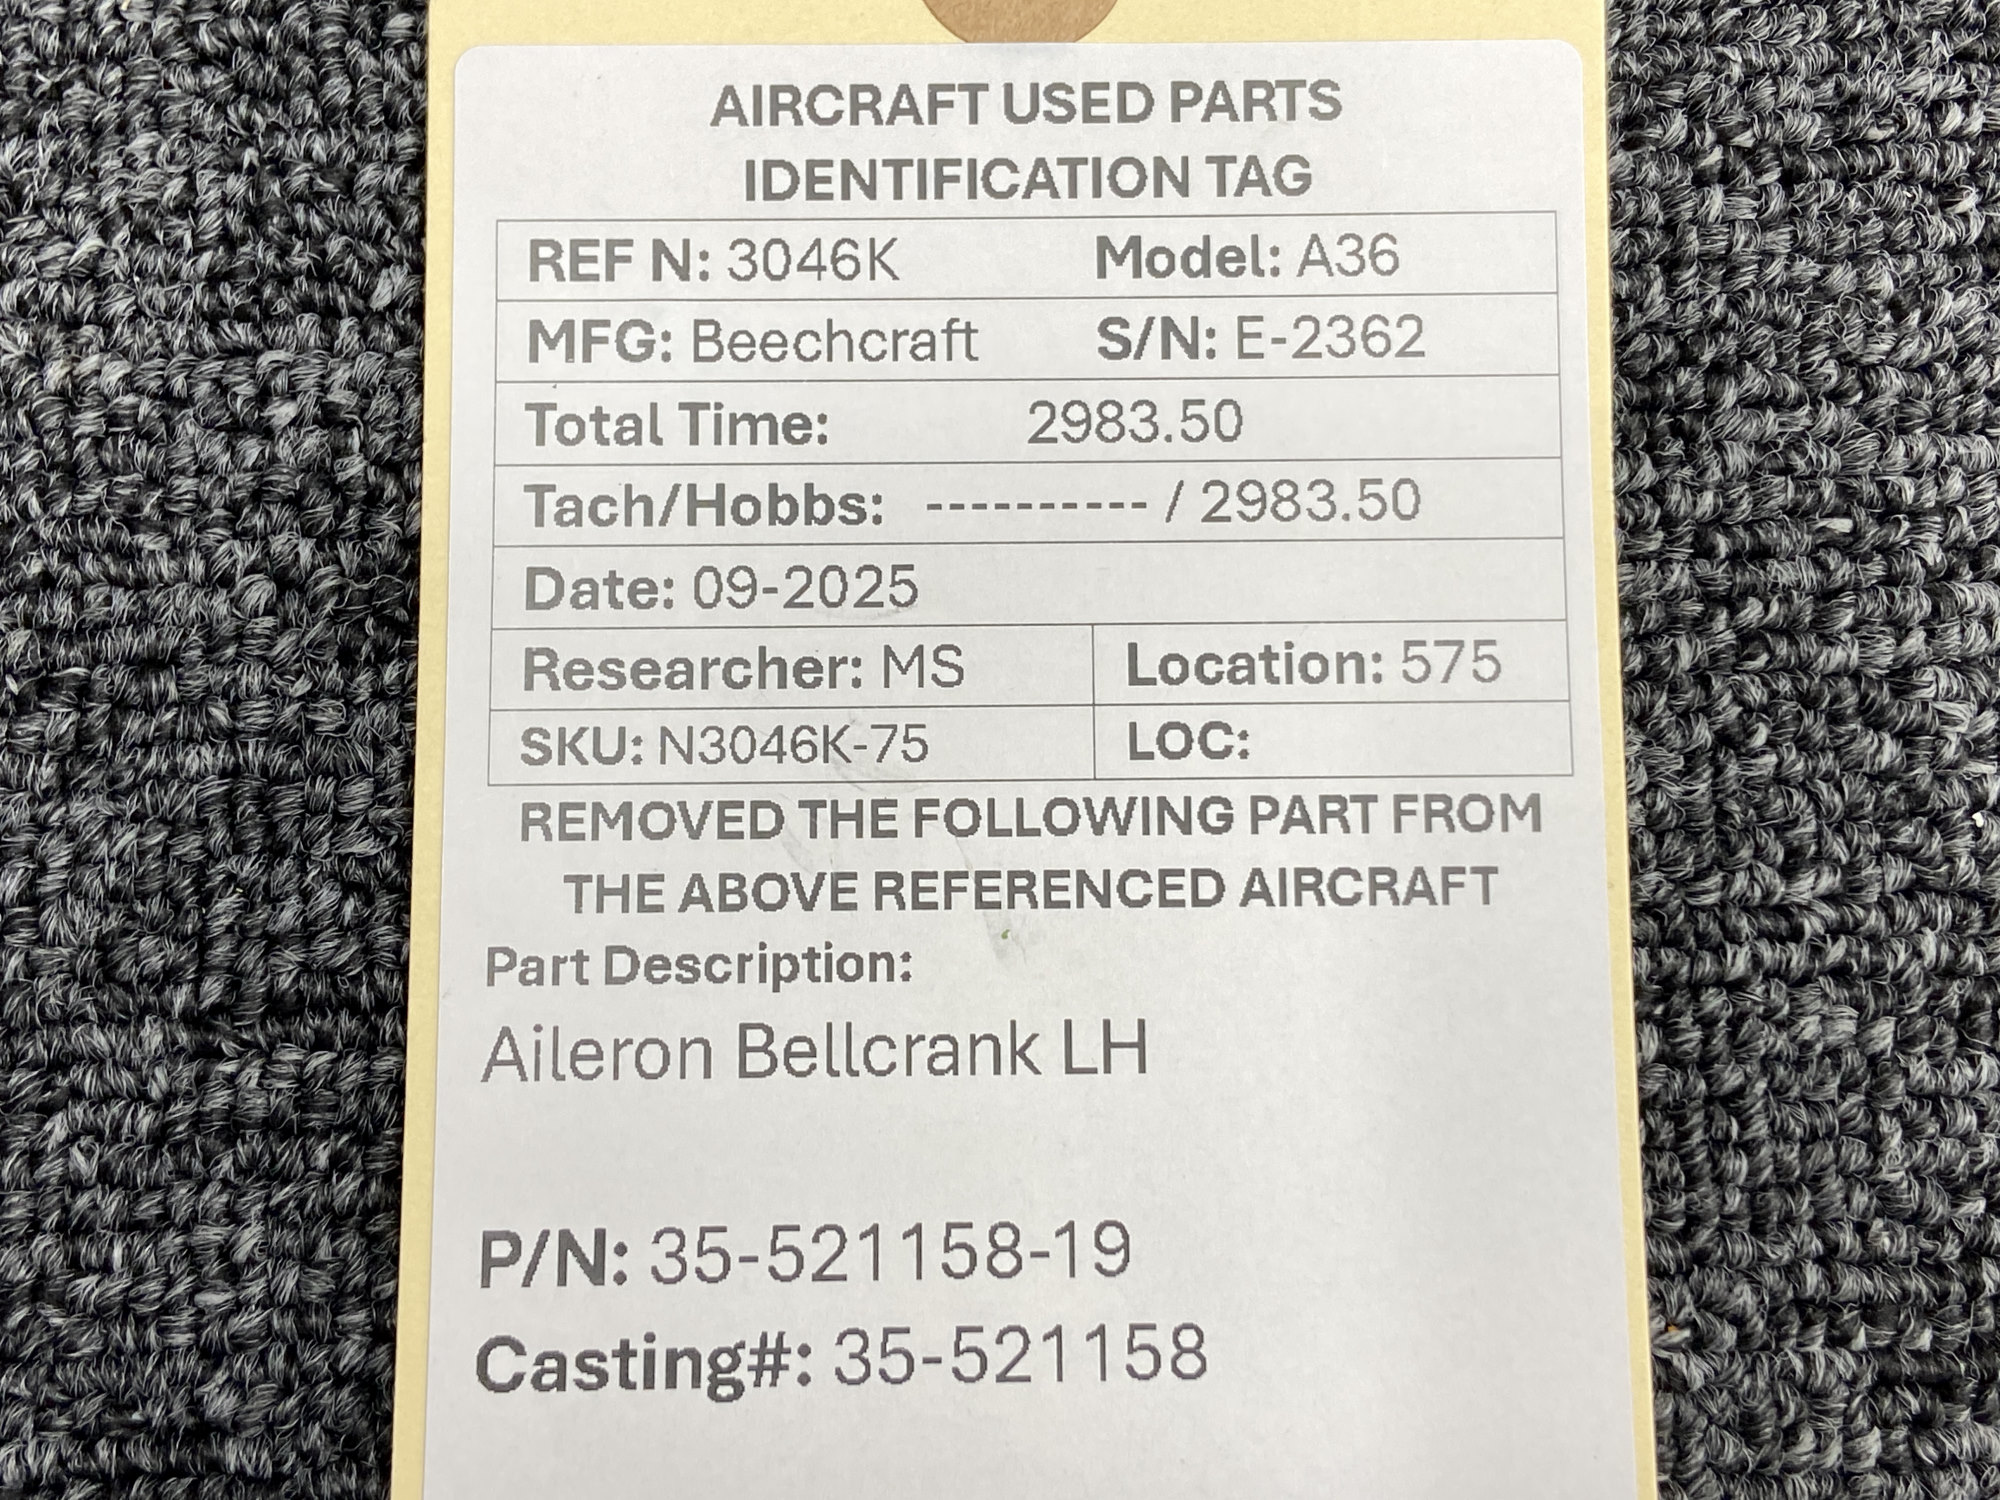 AIRCRAFT USED PARTS
IDENTIFICATION TAG
REF N: 3046K Model: A36
MFG: Beechcraft S/N: E-2362
Total Time: 2983.50
Tach/Hobbs: ---------- / 2983.50
Date: 09-2025
Researcher: MS Location: 575
SKU: N3046K-75 LOC:
REMOVED THE FOLLOWING PART FROM
THE ABOVE REFERENCED AIRCRAFT
Part Description:
Aileron Bellcrank LH
P/N: 35-521158-19
Casting#: 35-521158